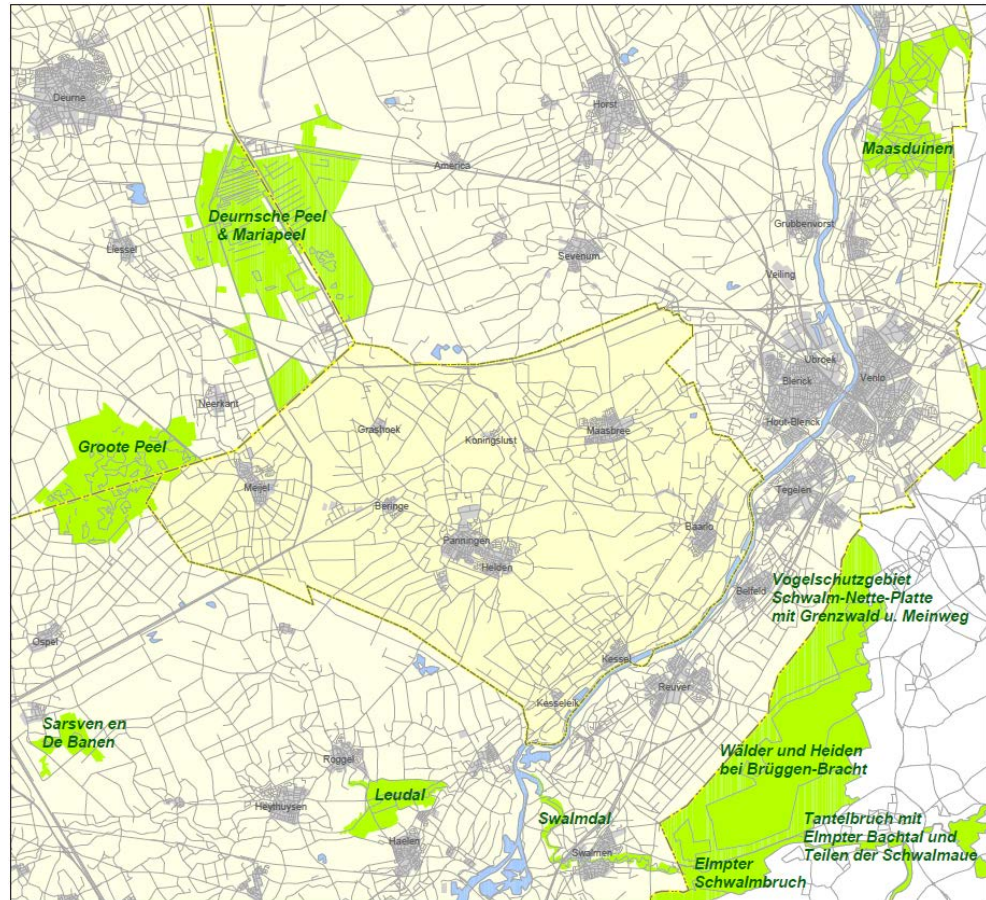 Deurne
Horst
America
Maasduinen
Deurnsche Peel
& Mariapeel
Grubbenvorst
Liessel
Sevenum
Veiling
Ubroek
Blerick
Venlo
Neerkant
Grashoek
Koningslust
Maasbree
Hout-Blerick
Groote Peel
Meijel
Beringe
Tegelen
Baarlo
Panningen
Helden
Vogelschutzgebiet
Schwalm-Nette-Platte
mit Grenzwald u. Meinweg
Belfeld
Ospel
Kessel
Reuver
Kesseleik
Sarsven en
De Banen
Roggel
Wälder und Heiden
bei Brüggen-Bracht
Leudal
Heythuysen
Swalmdal
Tantelbruch mit
Elmpter Bachtal und
Teilen der Schwalmaue
Haelen
Swalmen
Elmpter
Schwalmbruch